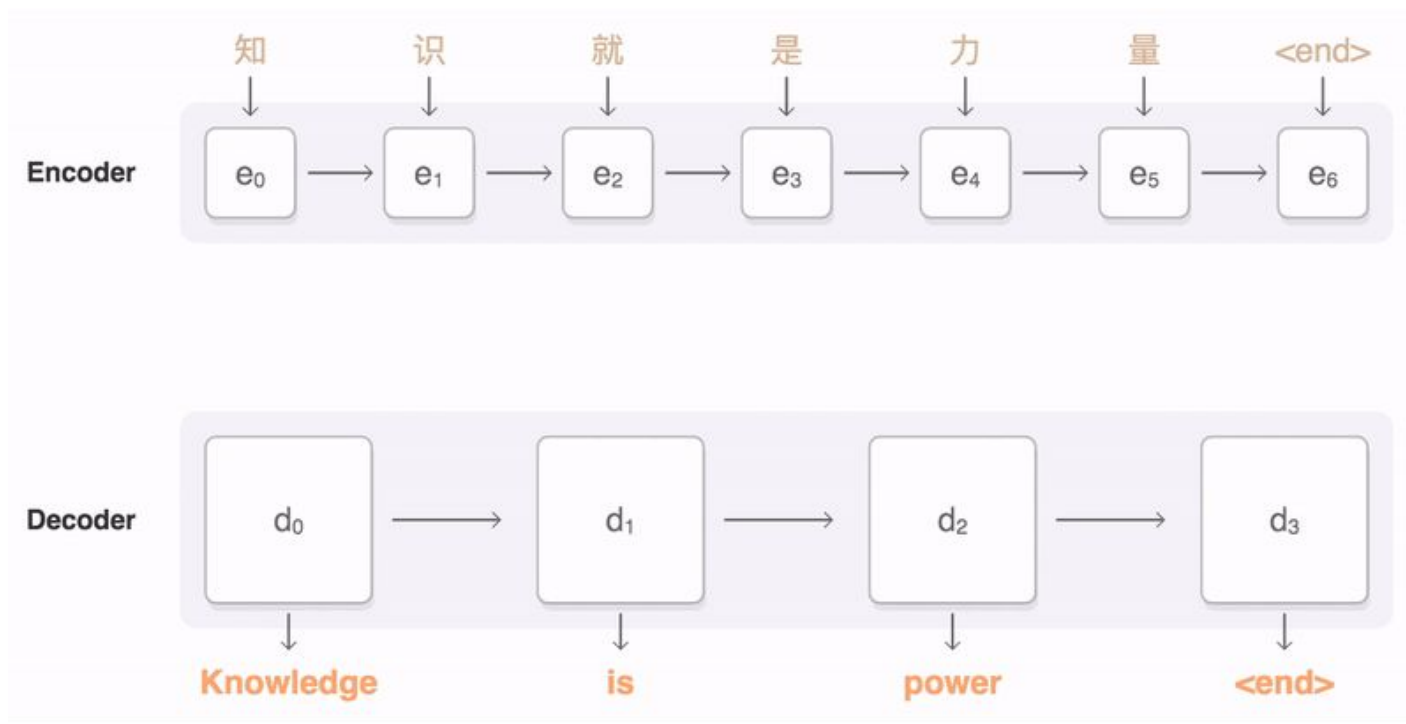 知 识 就 是 力 量 <end>
Encoder e₀ e₁ e₂ e₃ e₄ e₅ e₆
Decoder d₀ d₁ d₂ d₃
Knowledge is power <end>